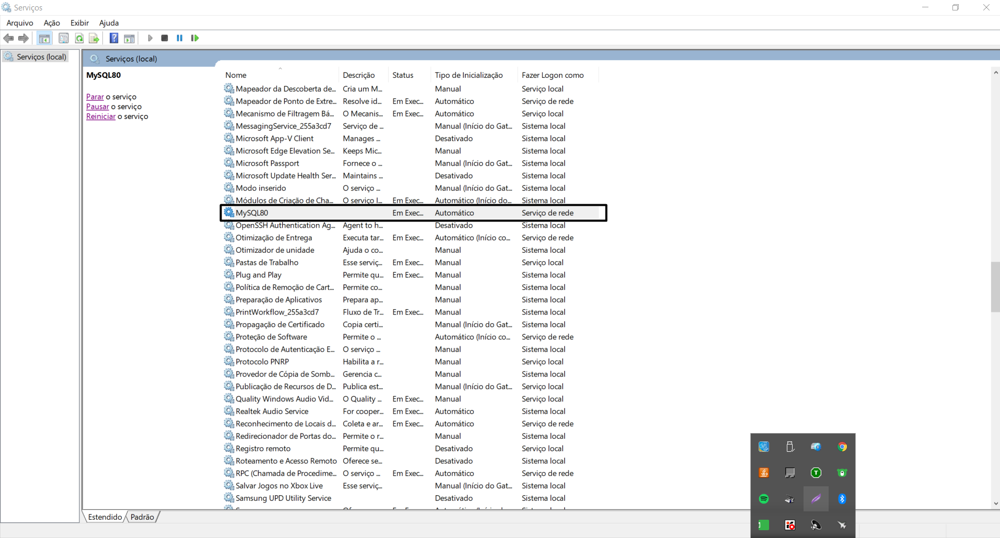 Serviços
Arquivo Ação Exibir Ajuda
Serviços (local)
Serviços (local)
MySQL80
Parar o serviço
Pausar o serviço
Reiniciar o serviço
Nome Descrição Status Tipo de Inicialização Fazer Logon como
Mapeador da Descoberta de... Cria um M... Manual Serviço local
Mapeador de Ponto de Extre... Resolve id... Em Exec... Automático Serviço de rede
Mecanismo de Filtragem Bá... O Mecanis... Em Exec... Automático Serviço local
MessagingService_255a3cd7 Serviço de ... Manual (Início do Gat... Sistema local
Microsoft App-V Client Manages ... Desativado Sistema local
Microsoft Edge Elevation Se... Keeps Mic... Manual Sistema local
Microsoft Passport Fornece o ... Manual (Início do Gat... Sistema local
Microsoft Update Health Ser... Maintains ... Desativado Sistema local
Modo inserido O serviço ... Manual (Início do Gat... Sistema local
Módulos de Criação de Cha... O serviço I... Em Exec... Automático (Início do... Sistema local
MySQL80 Em Exec... Automático Serviço de rede
OpenSSH Authentication Ag... Agent to h... Desativado Sistema local
Otimização de Entrega Executa tar... Em Exec... Automático (Início co... Serviço de rede
Otimizador de unidade Ajuda o co... Manual Sistema local
Pastas de Trabalho Esse serviç... Em Exec... Manual Serviço local
Plug and Play Permite qu... Em Exec... Manual Sistema local
Política de Remoção de Cart... Permite co... Manual Sistema local
Preparação de Aplicativos Prepara ap... Manual Sistema local
PrintWorkflow_255a3cd7 Fluxo de Tr... Em Exec... Manual Sistema local
Propagação de Certificado Copia certi... Manual (Início do Gat... Sistema local
Proteção de Software Permite o ... Automático (Início co... Serviço de rede
Protocolo de Autenticação E... O serviço ... Manual Sistema local
Protocolo PNRP Habilita a r... Manual Serviço local
Provedor de Cópia de Somb... Gerencia c... Manual Sistema local
Publicação de Recursos de D... Publica est... Manual (Início do Gat... Serviço local
Quality Windows Audio Vid... O Quality ... Em Exec... Manual Serviço local
Realtek Audio Service For cooper... Em Exec... Automático Sistema local
Reconhecimento de Locais d... Coleta e ar... Em Exec... Automático Serviço de rede
Redirecionador de Portas do... Permite o r... Manual Sistema local
Registro remoto Permite qu... Desativado Serviço local
Roteamento e Acesso Remoto Oferece se... Desativado Sistema local
RPC (Chamada de Procedime... O serviço ... Em Exec... Automático Serviço de rede
Salvar Jogos no Xbox Live Esse serviç... Manual (Início do Gat... Sistema local
Samsung UPD Utility Service Desativado Sistema local
Estendido Padrão